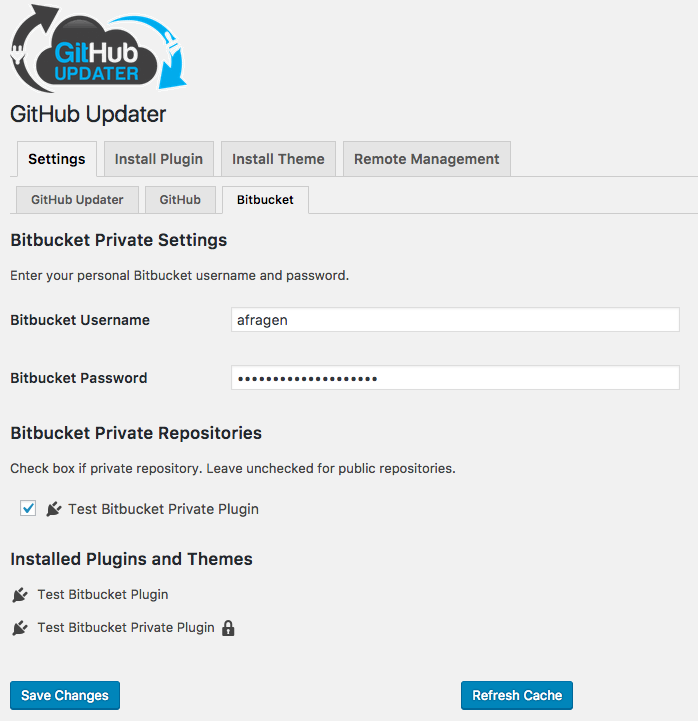 GitHub
UPDATER
GitHub Updater
Settings Install Plugin Install Theme Remote Management
GitHub Updater GitHub Bitbucket
Bitbucket Private Settings
Enter your personal Bitbucket username and password.
Bitbucket Username afragen
Bitbucket Password ••••••••••••••••••••
Bitbucket Private Repositories
Check box if private repository. Leave unchecked for public repositories.
Test Bitbucket Private Plugin
Installed Plugins and Themes
Test Bitbucket Plugin
Test Bitbucket Private Plugin
Save Changes Refresh Cache